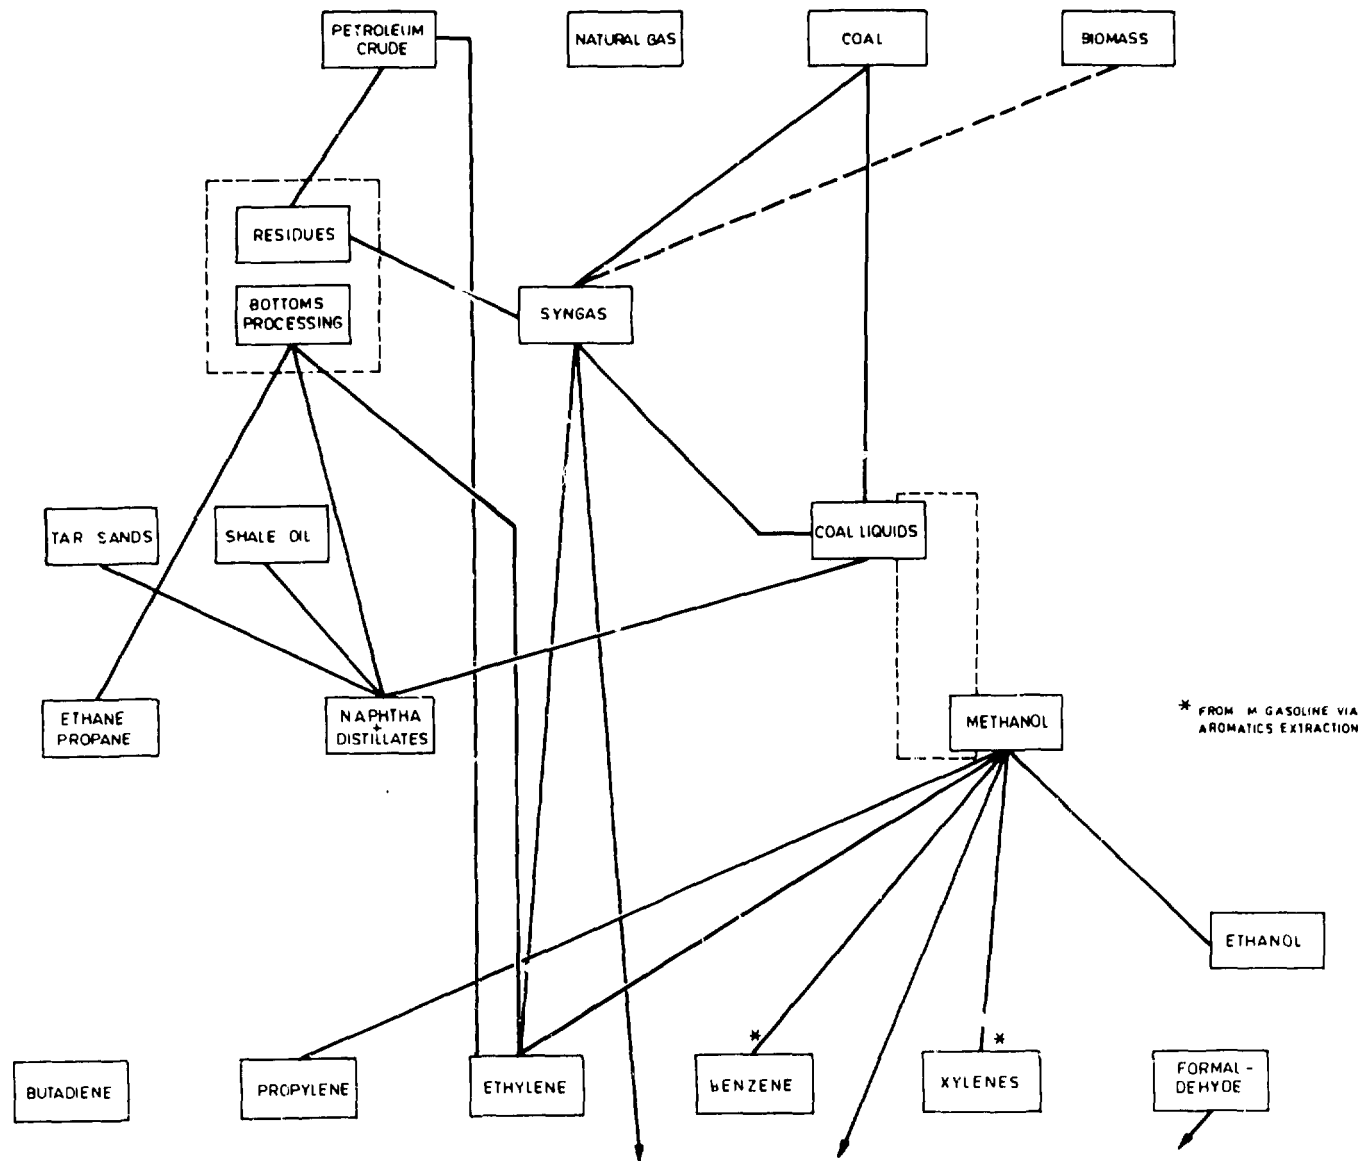 PETROLEUM
CRUDE
NATURAL GAS
COAL
BIOMASS
RESIDUES
BOTTOMS
PROCESSING
SYNGAS
TAR SANDS
SHALE OIL
COAL LIQUIDS
ETHANE
PROPANE
NAPHTHA
+
DISTILLATES
METHANOL
* FROM M GASOLINE VIA
AROMATICS EXTRACTION
ETHANOL
*
*
BUTADIENE
PROPYLENE
ETHYLENE
BENZENE
XYLENES
FORMAL-
DEHYDE